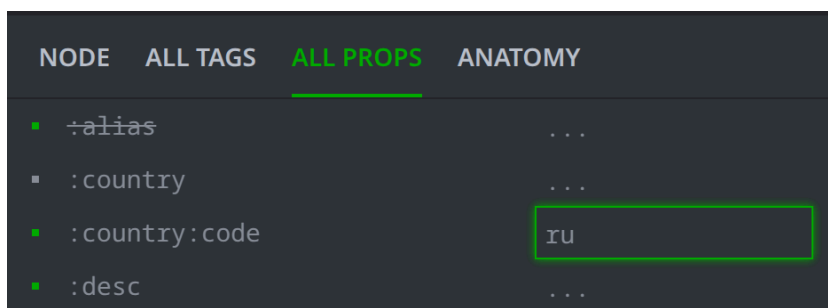 NODE ALL TAGS ALL PROPS ANATOMY
:alias ...
:country ...
:country:code ru
:desc ...